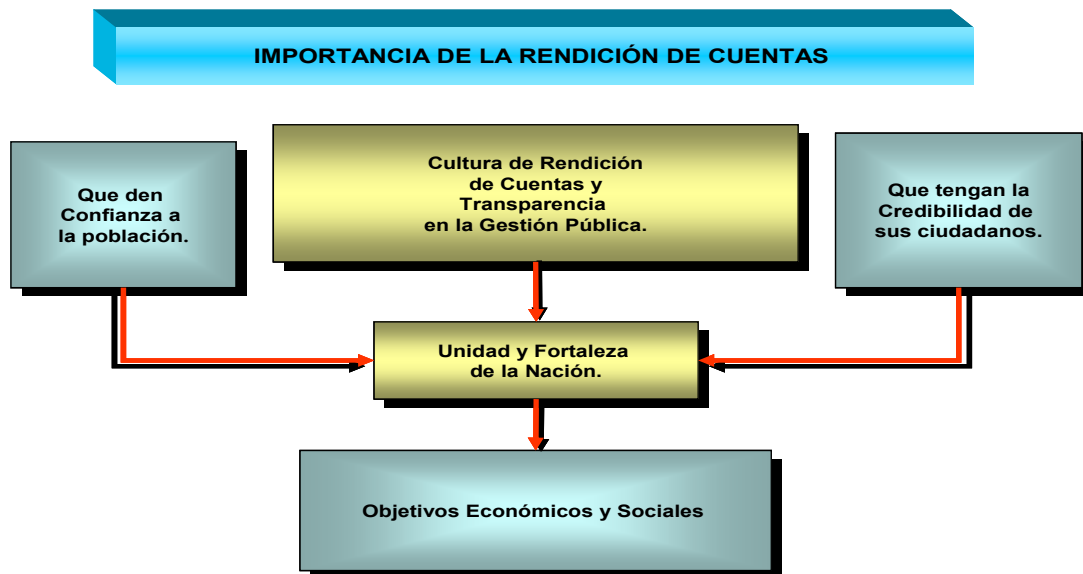 IMPORTANCIA DE LA RENDICIÓN DE CUENTAS
Que den
Confianza a
la población.
Cultura de Rendición
de Cuentas y
Transparencia
en la Gestión Pública.
Que tengan la
Credibilidad de
sus ciudadanos.
Unidad y Fortaleza
de la Nación.
Objetivos Económicos y Sociales